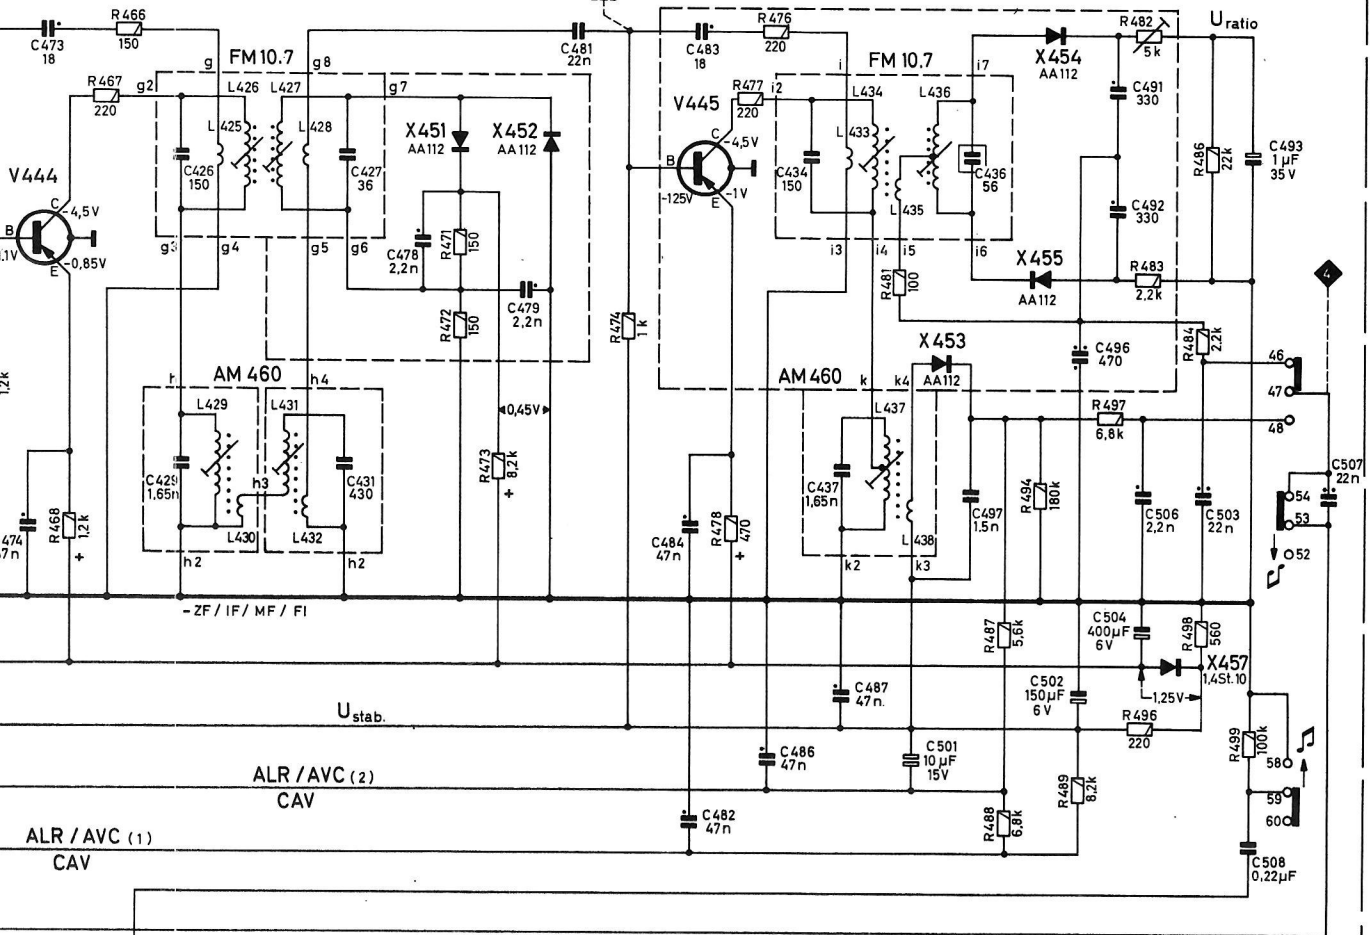 R466
150
C473
18
FM 10.7
g
g8
C481
22n
C483
18
R476
220
FM 10.7
i
i7
X454
AA112
R482
5k
U ratio
R467
220
g2
L426
L427
g7
L425
L428
C426
150
C427
36
X451
AA112
X452
AA112
V444
C
-4,5V
B
1.1V
E
-0,85V
g3
g4
g5
g6
C478
2,2n
R471
150
C479
2,2n
R472
150
V445
R477
220
i2
L434
L436
L433
C
-4,5V
B
-125V
-1V
E
C434
150
C436
56
L435
i3
i4
i5
i6
R481
100
C491
330
C492
330
R486
22k
C493
1µF
35V
X455
AA112
R483
2,2k
4
R474
1k
X453
AA112
C496
470
R484
2,2k
46
47
48
1,2k
AM 460
h
h4
L429
L431
C429
1,65n
h3
C431
430
L430
L432
h2
h2
0,45V
R473
8,2k
+
474
47n
R468
1,2k
+
-ZF / IF / MF / FI
AM 460
k
k4
L437
C437
1,65n
L438
k2
k3
C484
47n
R478
470
+
C497
1,5n
R494
180k
R497
6,8k
C506
2,2n
C503
22n
C507
22n
54
53
52
R487
5,6k
C504
400µF
6V
R498
560
X457
1,4St.10
1,25V
C487
47n.
C502
150µF
6V
R496
220
U stab.
C486
47n
C501
10µF
15V
R499
100k
58
59
60
ALR / AVC (2)
CAV
R489
8,2k
R488
6,8k
C482
47n
ALR / AVC (1)
CAV
C508
0,22µF